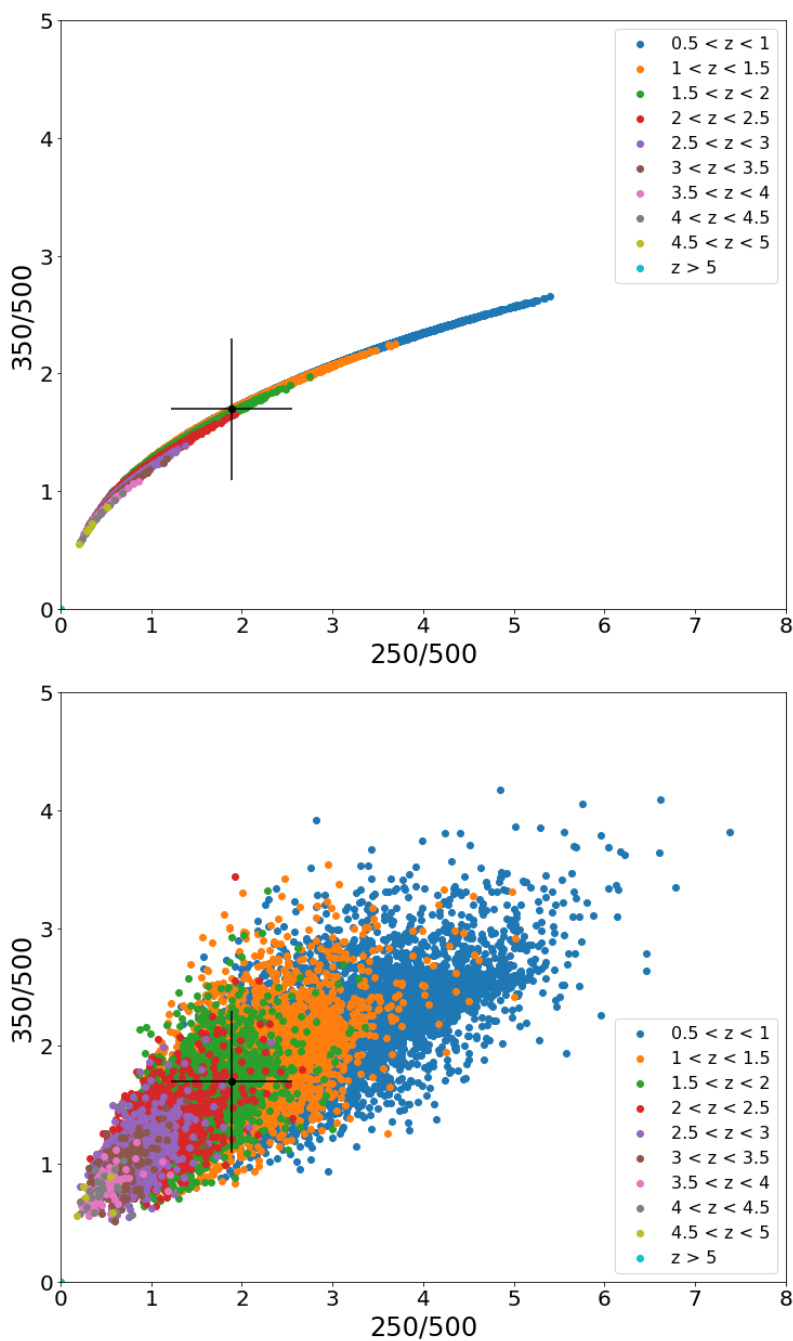 5
4
3
2
1
0
350/500
0.5 < z < 1
1 < z < 1.5
1.5 < z < 2
2 < z < 2.5
2.5 < z < 3
3 < z < 3.5
3.5 < z < 4
4 < z < 4.5
4.5 < z < 5
z > 5
0 1 2 3 4 5 6 7 8
250/500
5
4
3
2
1
0
350/500
0.5 < z < 1
1 < z < 1.5
1.5 < z < 2
2 < z < 2.5
2.5 < z < 3
3 < z < 3.5
3.5 < z < 4
4 < z < 4.5
4.5 < z < 5
z > 5
0 1 2 3 4 5 6 7 8
250/500